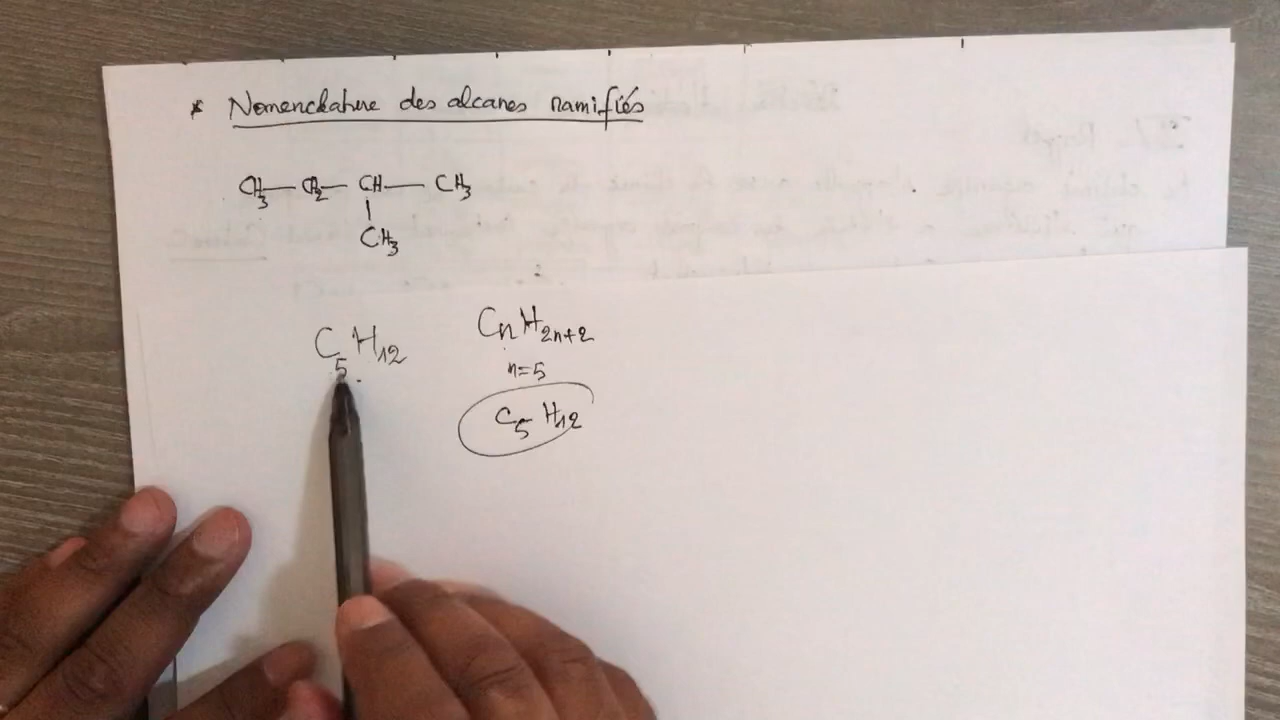 * Nomenclature des alcanes ramifiés
CH3 — CH2 — CH — CH3
|
CH3
C5H12 CnH2n+2
n=5
C5H12